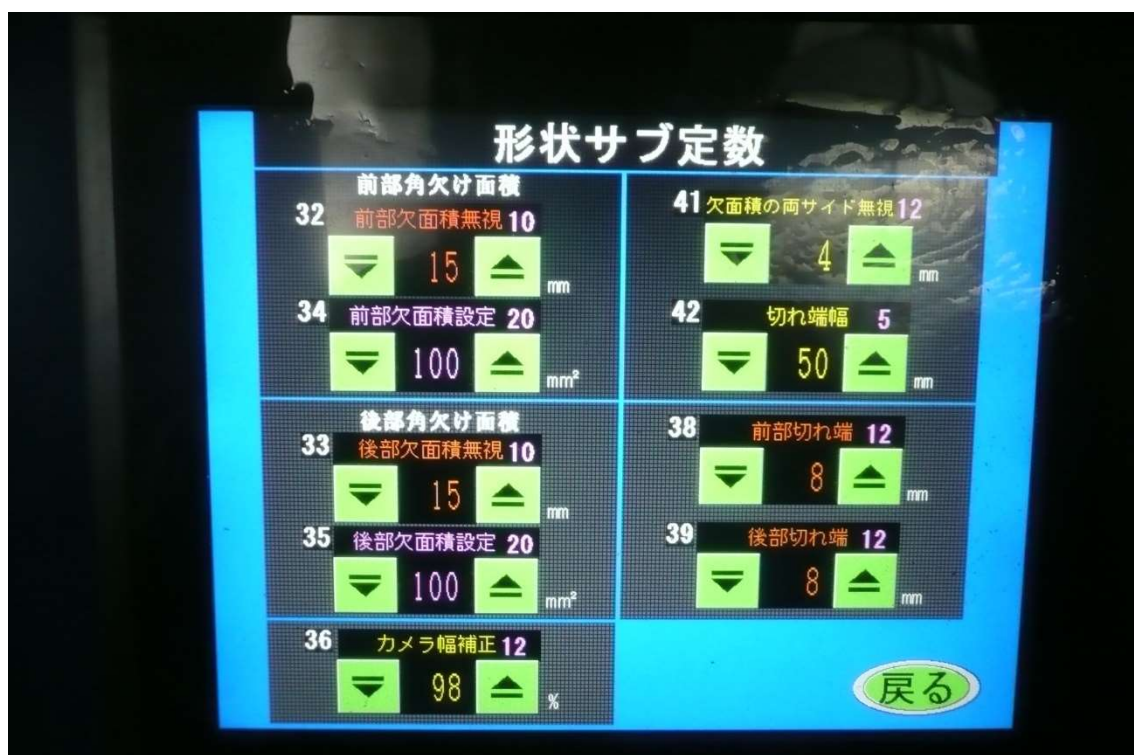 形状サブ定数
前部角欠け面積
32 前部欠面積無視 10
15 mm
34 前部欠面積設定 20
100 mm²
後部角欠け面積
33 後部欠面積無視 10
15 mm
35 後部欠面積設定 20
100 mm²
36 カメラ幅補正 12
98 %
41 欠面積の両サイド無視 12
4 mm
42 切れ端幅 5
50 mm
38 前部切れ端 12
8 mm
39 後部切れ端 12
8 mm
戻る